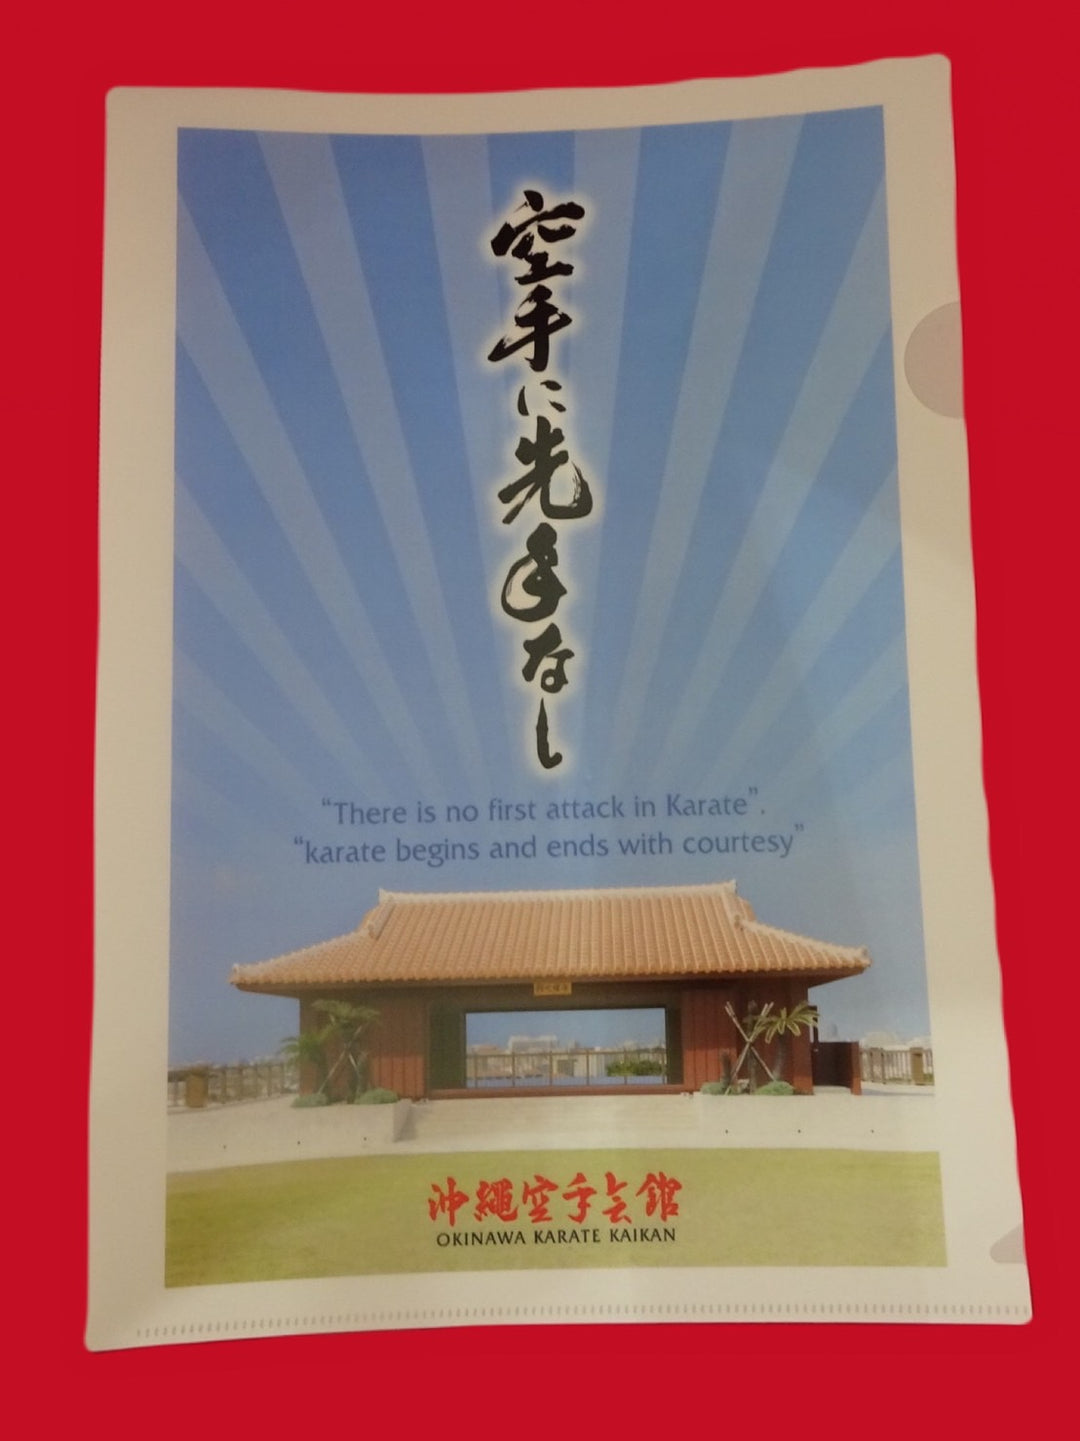 空手に先手なし
“There is no first attack in Karate”.
“karate begins and ends with courtesy”
沖繩空手会館
OKINAWA KARATE KAIKAN